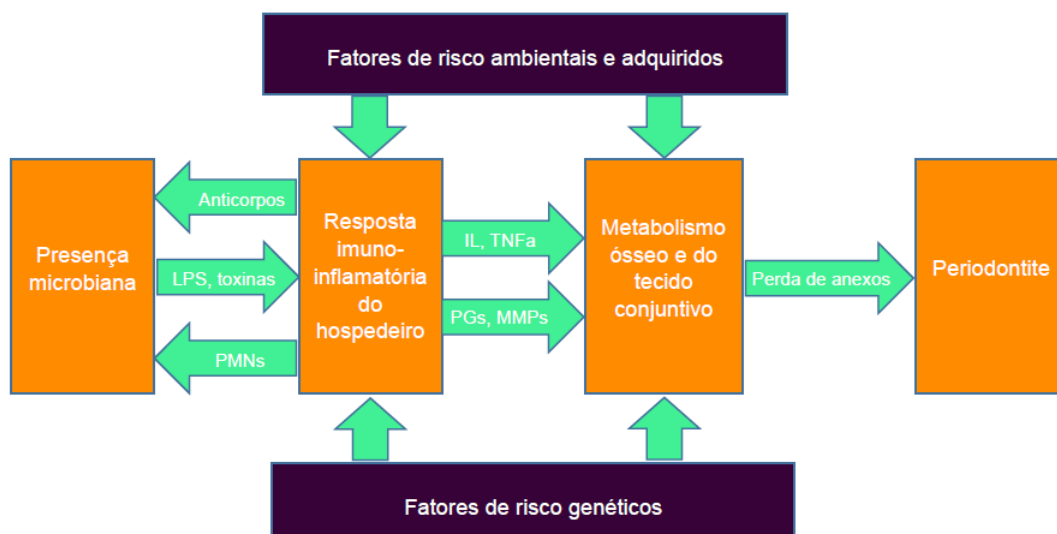 Fatores de risco ambientais e adquiridos
Presença
microbiana
Anticorpos
LPS, toxinas
PMNs
Resposta
imuno-
inflamatória
do
hospedeiro
IL, TNFa
PGs, MMPs
Metabolismo
ósseo e do
tecido
conjuntivo
Perda de anexos
Periodontite
Fatores de risco genéticos